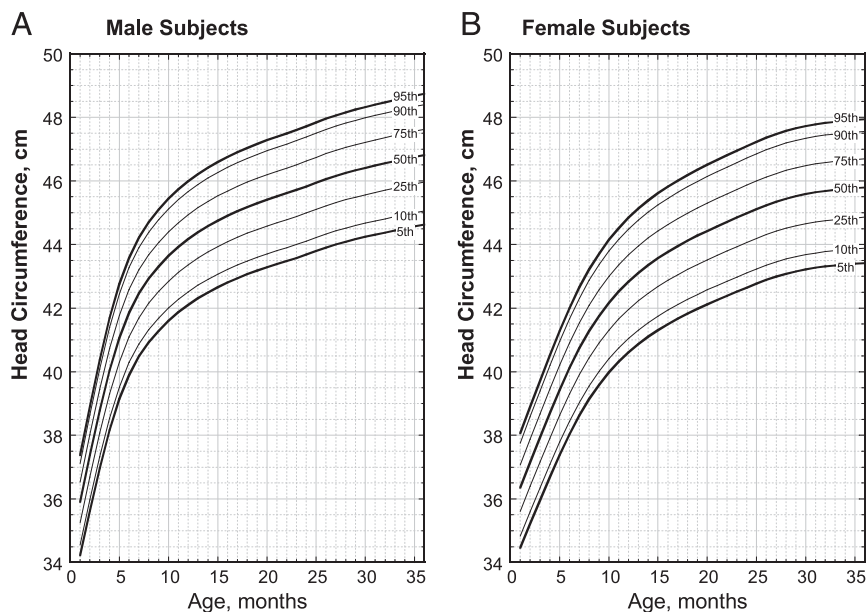 A Male Subjects
Head Circumference, cm
50
48
46
44
42
40
38
36
34
95th
90th
75th
50th
25th
10th
5th
0 5 10 15 20 25 30 35
Age, months
B Female Subjects
Head Circumference, cm
50
48
46
44
42
40
38
36
34
95th
90th
75th
50th
25th
10th
5th
0 5 10 15 20 25 30 35
Age, months